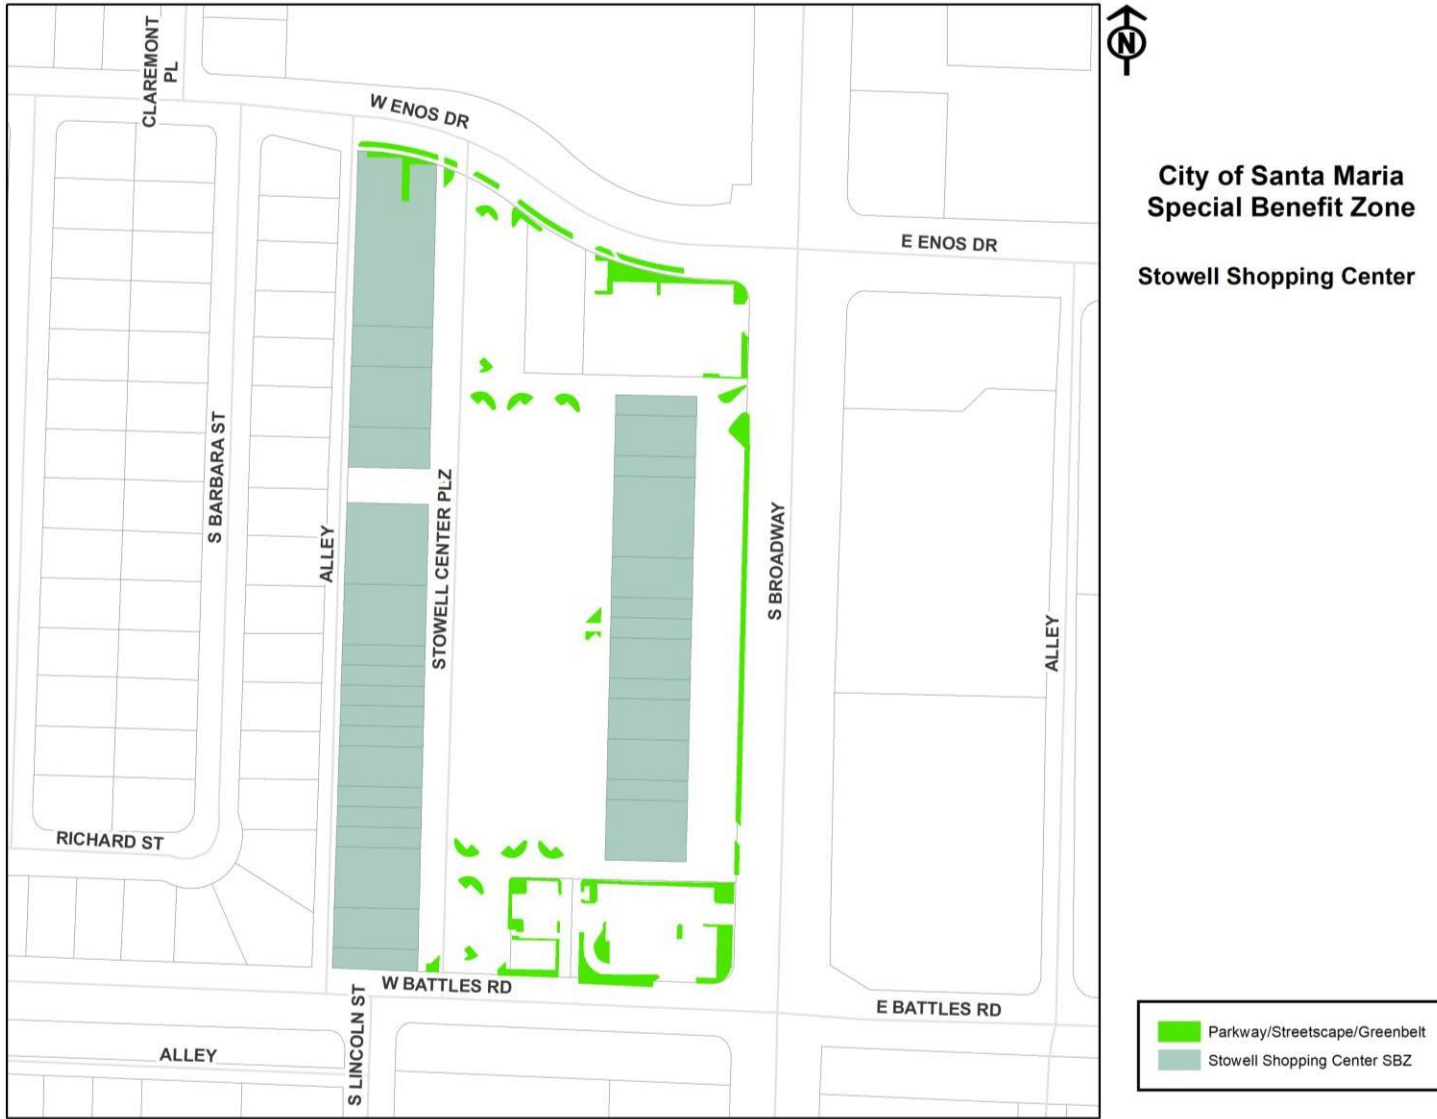 CLAREMONT
PL
W ENOS DR
N
City of Santa Maria
Special Benefit Zone
Stowell Shopping Center
E ENOS DR
S BARBARA ST
ALLEY
STOWELL CENTER PLZ
S BROADWAY
ALLEY
RICHARD ST
W BATTLES RD
E BATTLES RD
S LINCOLN ST
ALLEY
Parkway/Streetscape/Greenbelt
Stowell Shopping Center SBZ